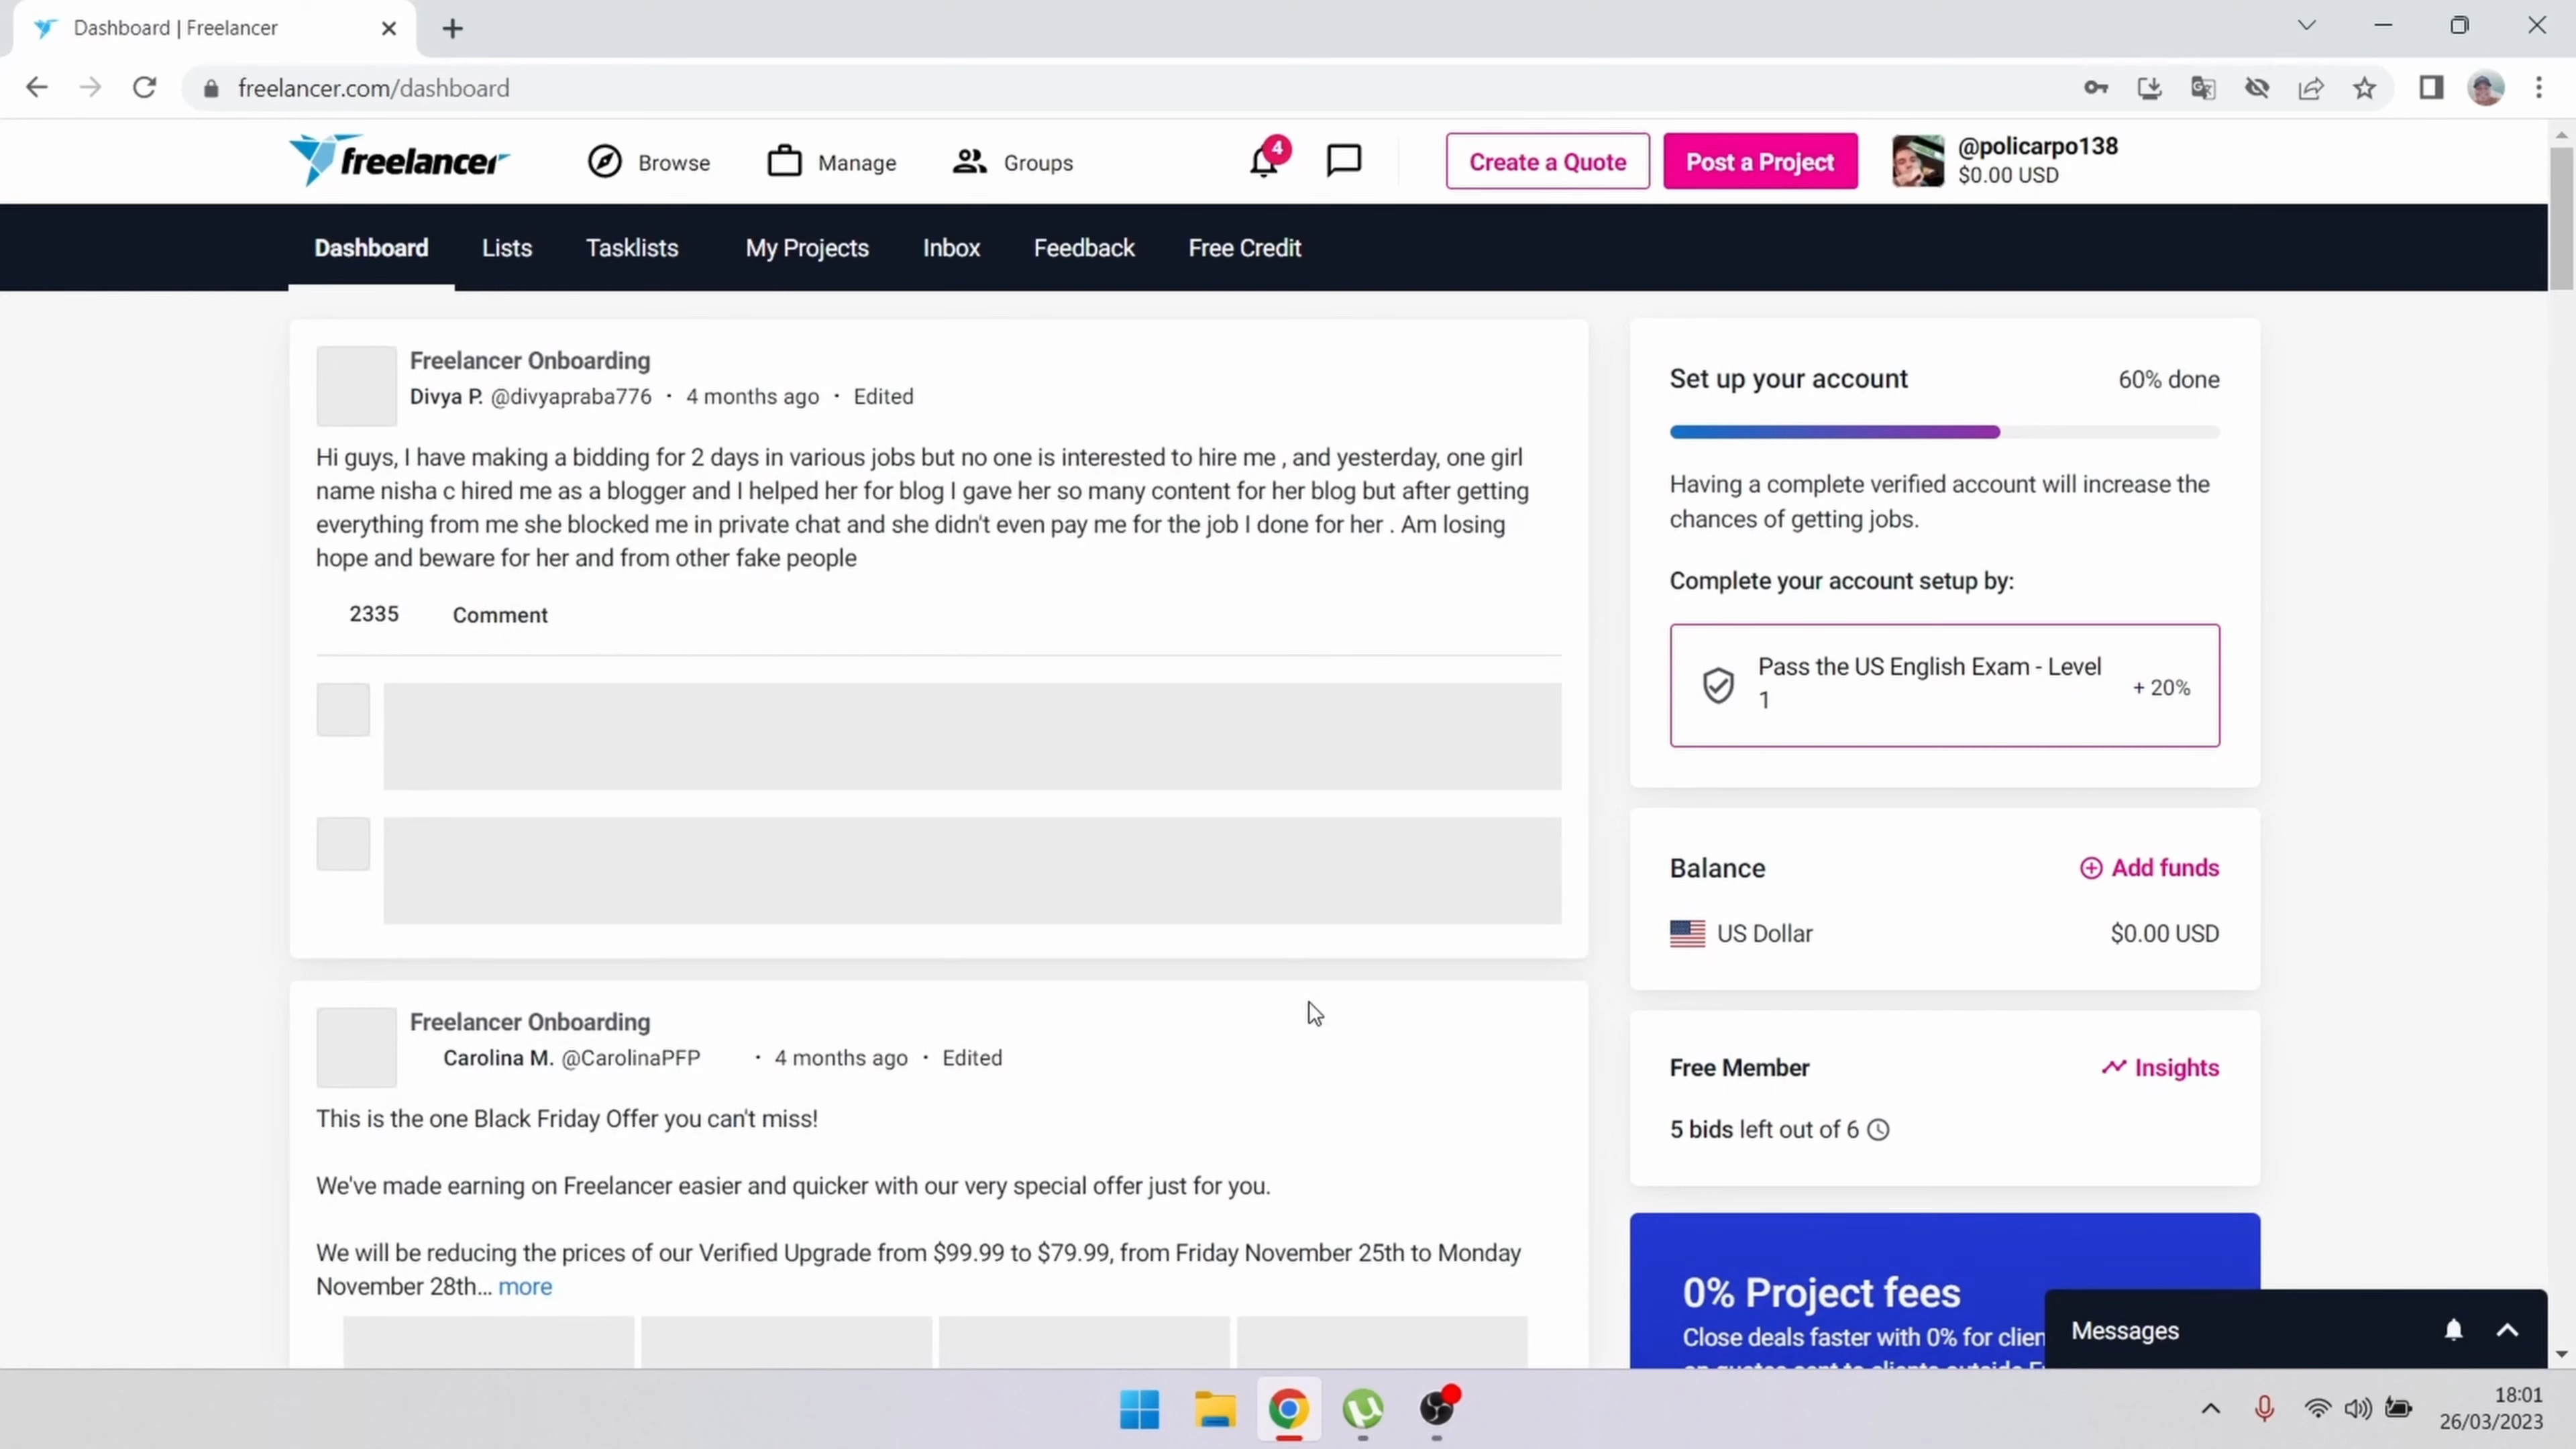 Dashboard | Freelancer
freelancer.com/dashboard
freelancer
Browse
Manage
Groups
4
Create a Quote
Post a Project
@policarpo138
$0.00 USD
Dashboard
Lists
Tasklists
My Projects
Inbox
Feedback
Free Credit
Freelancer Onboarding
Divya P. @divyapraba776 · 4 months ago · Edited
Hi guys, I have making a bidding for 2 days in various jobs but no one is interested to hire me , and yesterday, one girl
name nisha c hired me as a blogger and I helped her for blog I gave her so many content for her blog but after getting
everything from me she blocked me in private chat and she didn't even pay me for the job I done for her . Am losing
hope and beware for her and from other fake people
2335
Comment
Freelancer Onboarding
Carolina M. @CarolinaPFP · 4 months ago · Edited
This is the one Black Friday Offer you can't miss!
We've made earning on Freelancer easier and quicker with our very special offer just for you.
We will be reducing the prices of our Verified Upgrade from $99.99 to $79.99, from Friday November 25th to Monday
November 28th... more
Set up your account
60% done
Having a complete verified account will increase the
chances of getting jobs.
Complete your account setup by:
Pass the US English Exam - Level
1
+ 20%
Balance
Add funds
US Dollar
$0.00 USD
Free Member
Insights
5 bids left out of 6
0% Project fees
Close deals faster with 0% for clien
Messages
18:01
26/03/2023